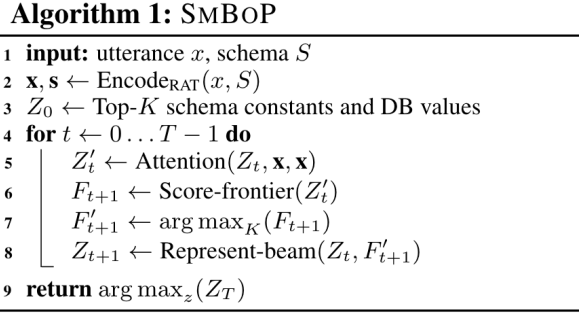 Algorithm 1: SMBOP
1 input: utterance x, schema S
2 x, s ← Encode_RAT(x, S)
3 Z_0 ← Top-K schema constants and DB values
4 for t ← 0 … T − 1 do
5 Z′_t ← Attention(Z_t, x, x)
6 F_{t+1} ← Score-frontier(Z′_t)
7 F′_{t+1} ← arg max_K(F_{t+1})
8 Z_{t+1} ← Represent-beam(Z_t, F′_{t+1})
9 return arg max_z(Z_T)